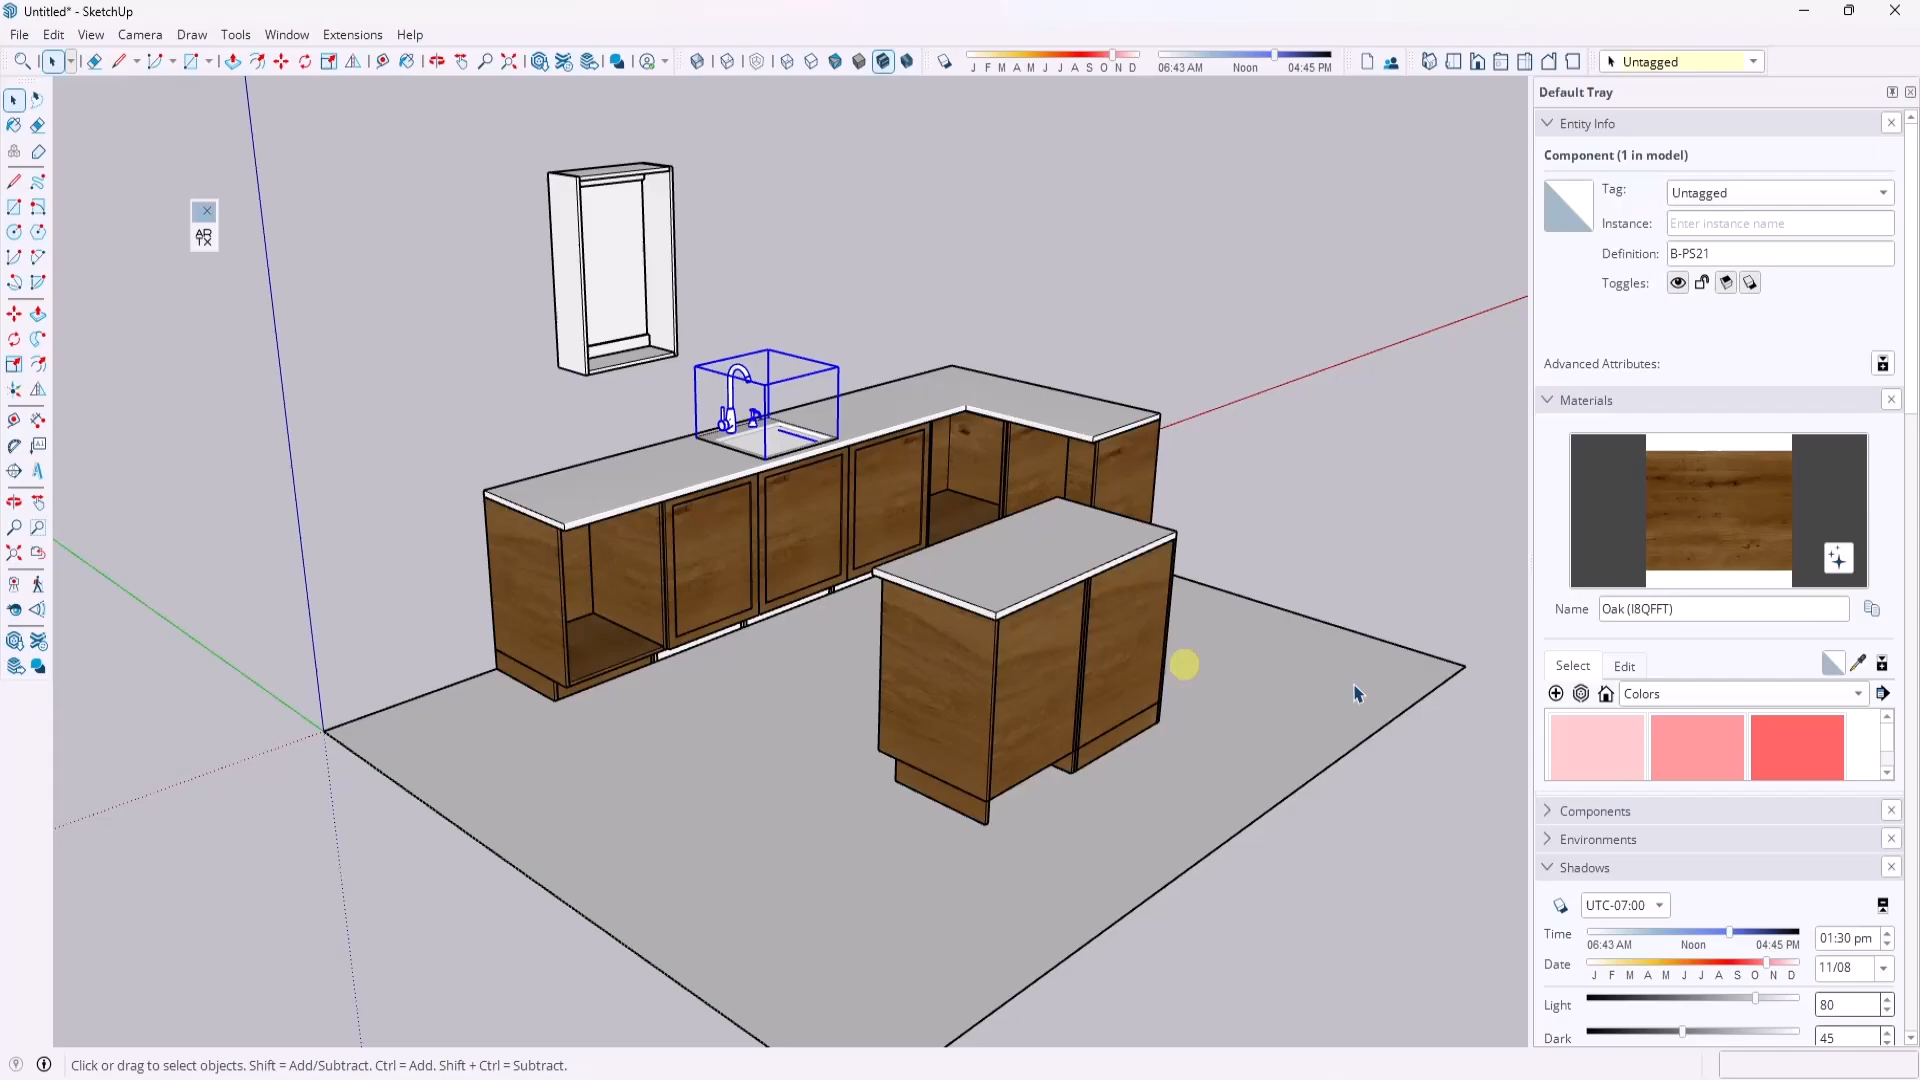 Untitled* - SketchUp
File Edit View Camera Draw Tools Window Extensions Help
J F M A M J J A S O N D 06:43 AM Noon 04:45 PM Untagged
Default Tray
Entity Info
Component (1 in model)
Tag: Untagged
Instance: Enter instance name
Definition: B-PS21
Toggles:
Advanced Attributes:
Materials
Name Oak (I8QFFT)
Select Edit
Colors
Components
Environments
Shadows
UTC-07:00
Time 06:43 AM Noon 04:45 PM 01:30 pm
Date J F M A M J J A S O N D 11/08
Light 80
Dark 45
AR
TX
Click or drag to select objects. Shift = Add/Subtract. Ctrl = Add. Shift + Ctrl = Subtract.